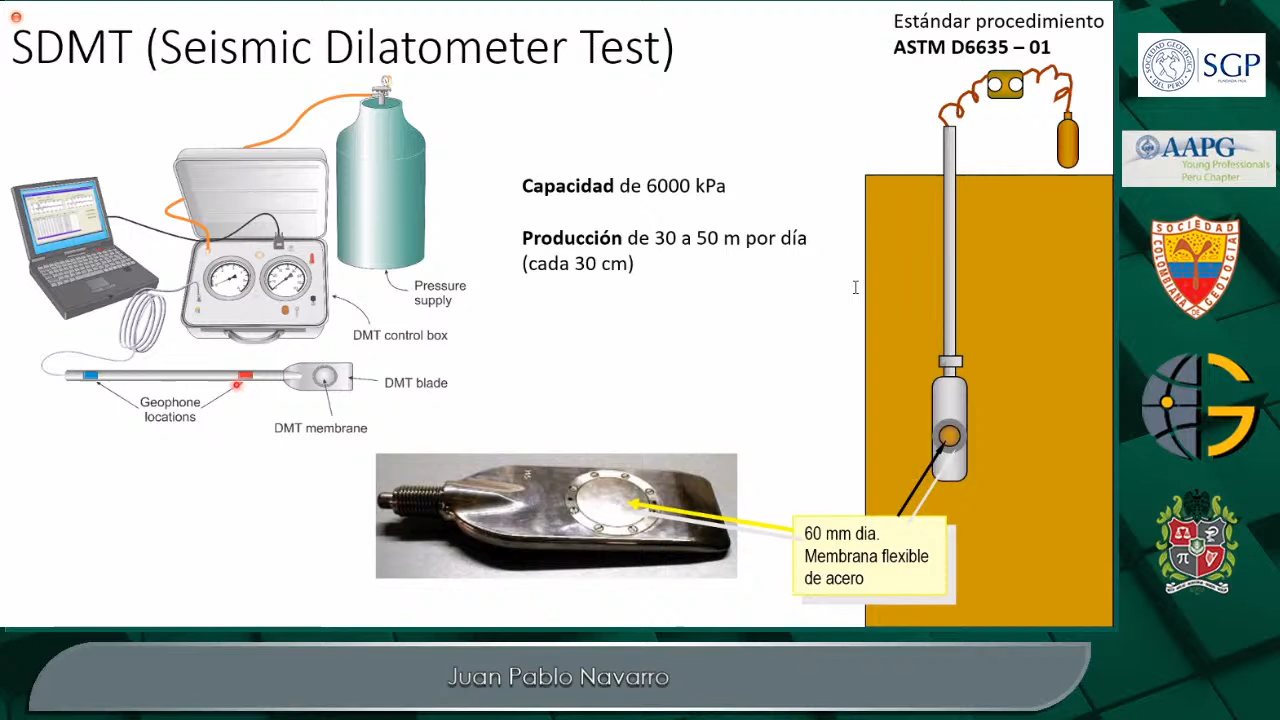 SDMT (Seismic Dilatometer Test)
Estándar procedimiento
ASTM D6635 – 01
Capacidad de 6000 kPa
Producción de 30 a 50 m por día
(cada 30 cm)
Pressure
supply
DMT control box
DMT blade
Geophone
locations
DMT membrane
60 mm dia.
Membrana flexible
de acero
SGP
AAPG
Young Professionals
Peru Chapter
SOCIEDAD
COLOMBIANA
DE
GEOLOGIA
Juan Pablo Navarro